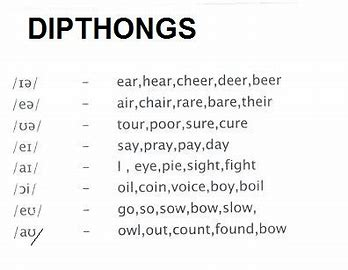 DIPTHONGS
/ɪə/ - ear,hear,cheer,deer,beer
/eə/ - air,chair,rare,bare,their
/ʊə/ - tour,poor,sure,cure
/eɪ/ - say,pray,pay,day
/aɪ/ - I , eye,pie,sight,fight
/ɔi/ - oil,coin,voice,boy,boil
/eʊ/ - go,so,sow,bow,slow,
/aʊ/ - owl,out,count,found,bow